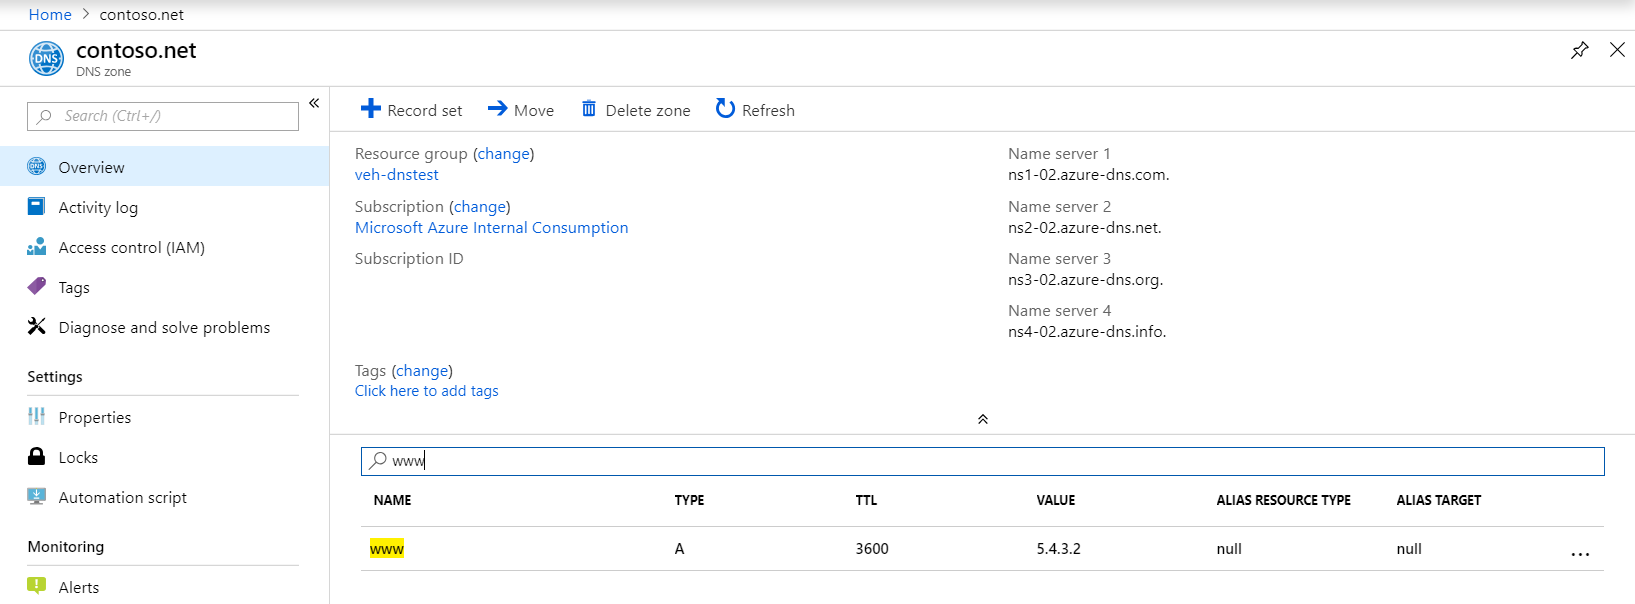 Home > contoso.net
DNS
contoso.net
DNS zone
Search (Ctrl+/)
«
Overview
Activity log
Access control (IAM)
Tags
Diagnose and solve problems
Settings
Properties
Locks
Automation script
Monitoring
Alerts
Record set Move Delete zone Refresh
Resource group (change)
veh-dnstest
Subscription (change)
Microsoft Azure Internal Consumption
Subscription ID
Tags (change)
Click here to add tags
Name server 1
ns1-02.azure-dns.com.
Name server 2
ns2-02.azure-dns.net.
Name server 3
ns3-02.azure-dns.org.
Name server 4
ns4-02.azure-dns.info.
www
NAME TYPE TTL VALUE ALIAS RESOURCE TYPE ALIAS TARGET
www A 3600 5.4.3.2 null null ...